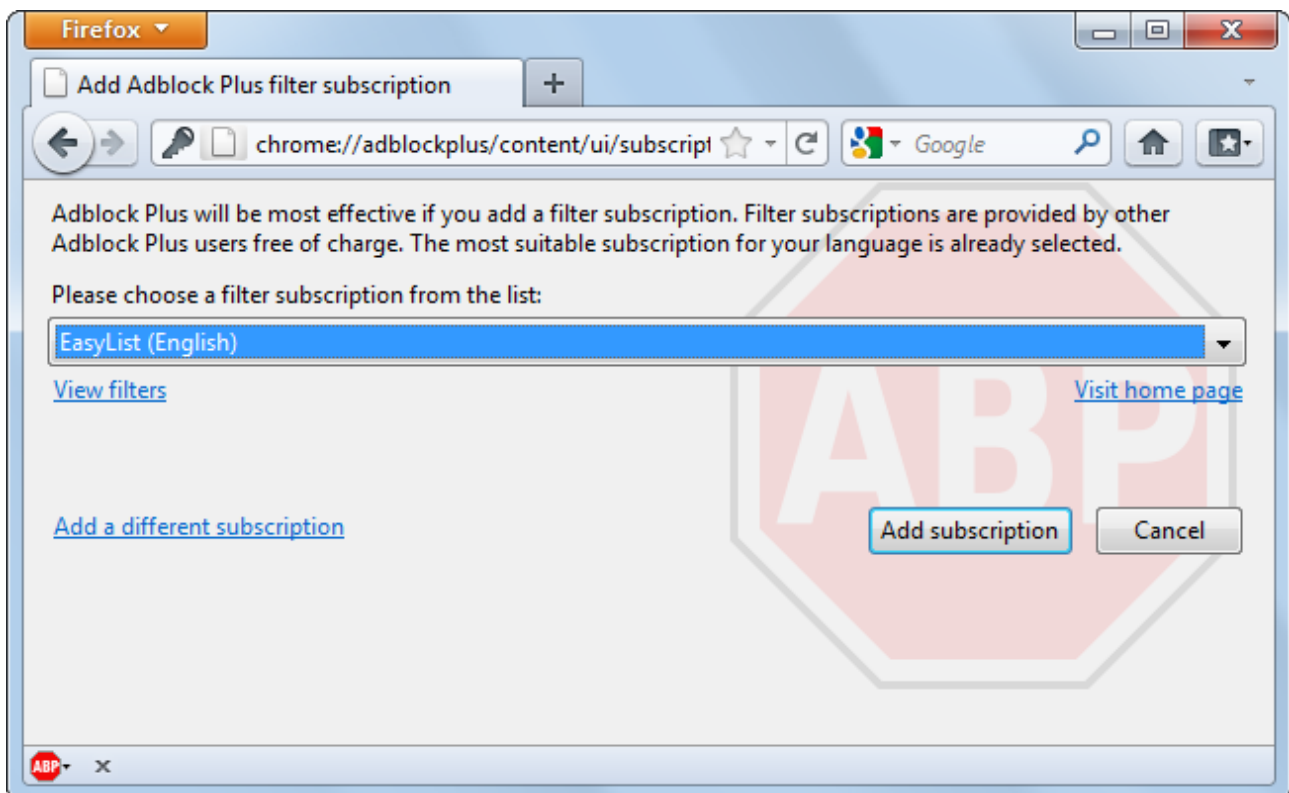 Firefox
Add Adblock Plus filter subscription
chrome://adblockplus/content/ui/subscript
Google
Adblock Plus will be most effective if you add a filter subscription. Filter subscriptions are provided by other
Adblock Plus users free of charge. The most suitable subscription for your language is already selected.
Please choose a filter subscription from the list:
EasyList (English)
View filters
Visit home page
ABP
Add a different subscription
Add subscription
Cancel
ABP